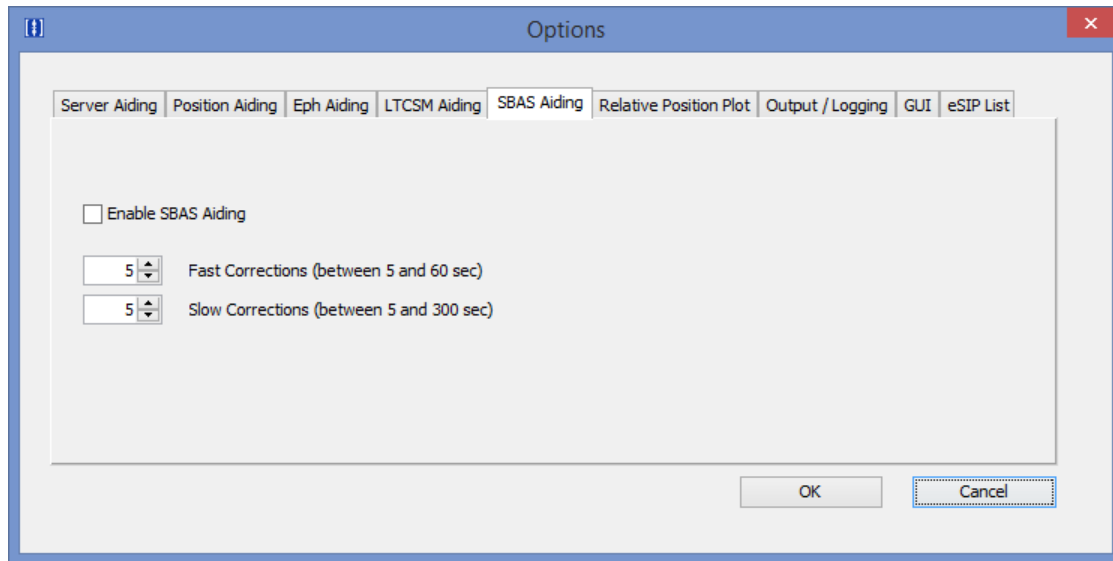 Options
Server Aiding Position Aiding Eph Aiding LTCSM Aiding SBAS Aiding Relative Position Plot Output / Logging GUI eSIP List
Enable SBAS Aiding
5 Fast Corrections (between 5 and 60 sec)
5 Slow Corrections (between 5 and 300 sec)
OK Cancel